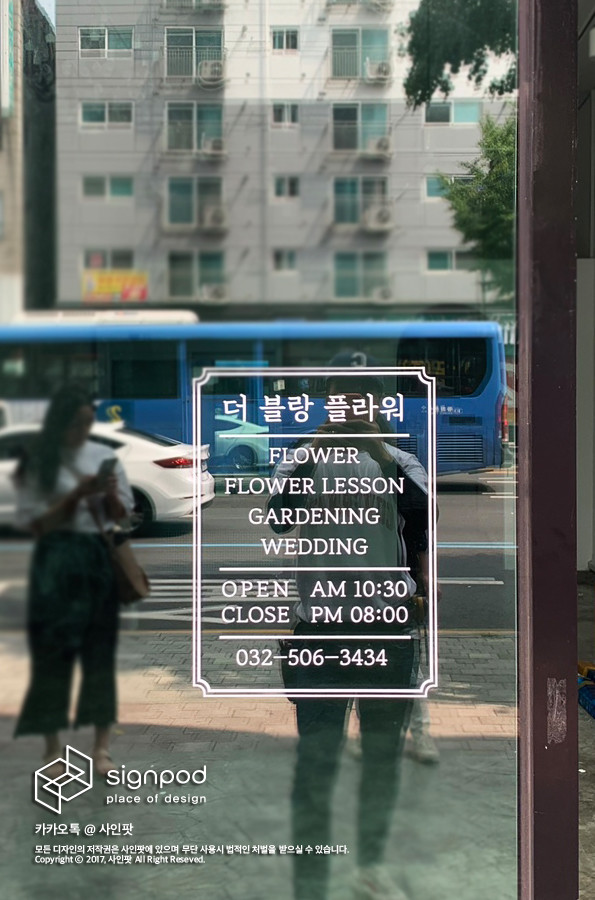 더 블랑 플라워
FLOWER
FLOWER LESSON
GARDENING
WEDDING
OPEN AM 10:30
CLOSE PM 08:00
032-506-3434
signpod
place of design
카카오톡 @ 사인팟
모든 디자인의 저작권은 사인팟에 있으며 무단 사용시 법적인 처벌을 받으실 수 있습니다.
Copyright © 2017, 사인팟 All Right Reseved.